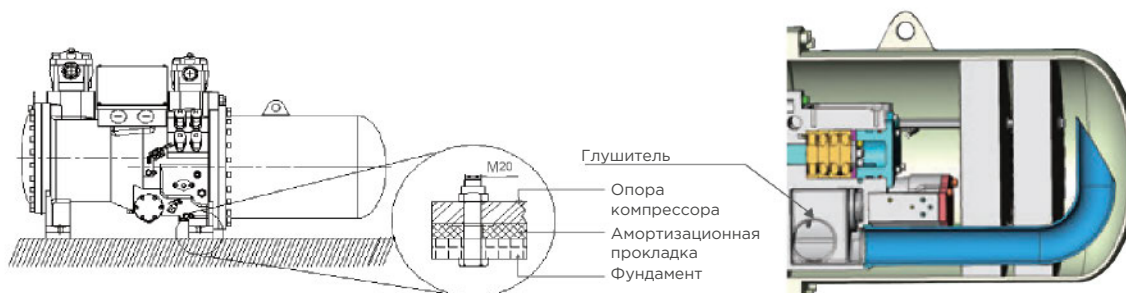 Глушитель
M20
Опора
компрессора
Амортизационная
прокладка
Фундамент